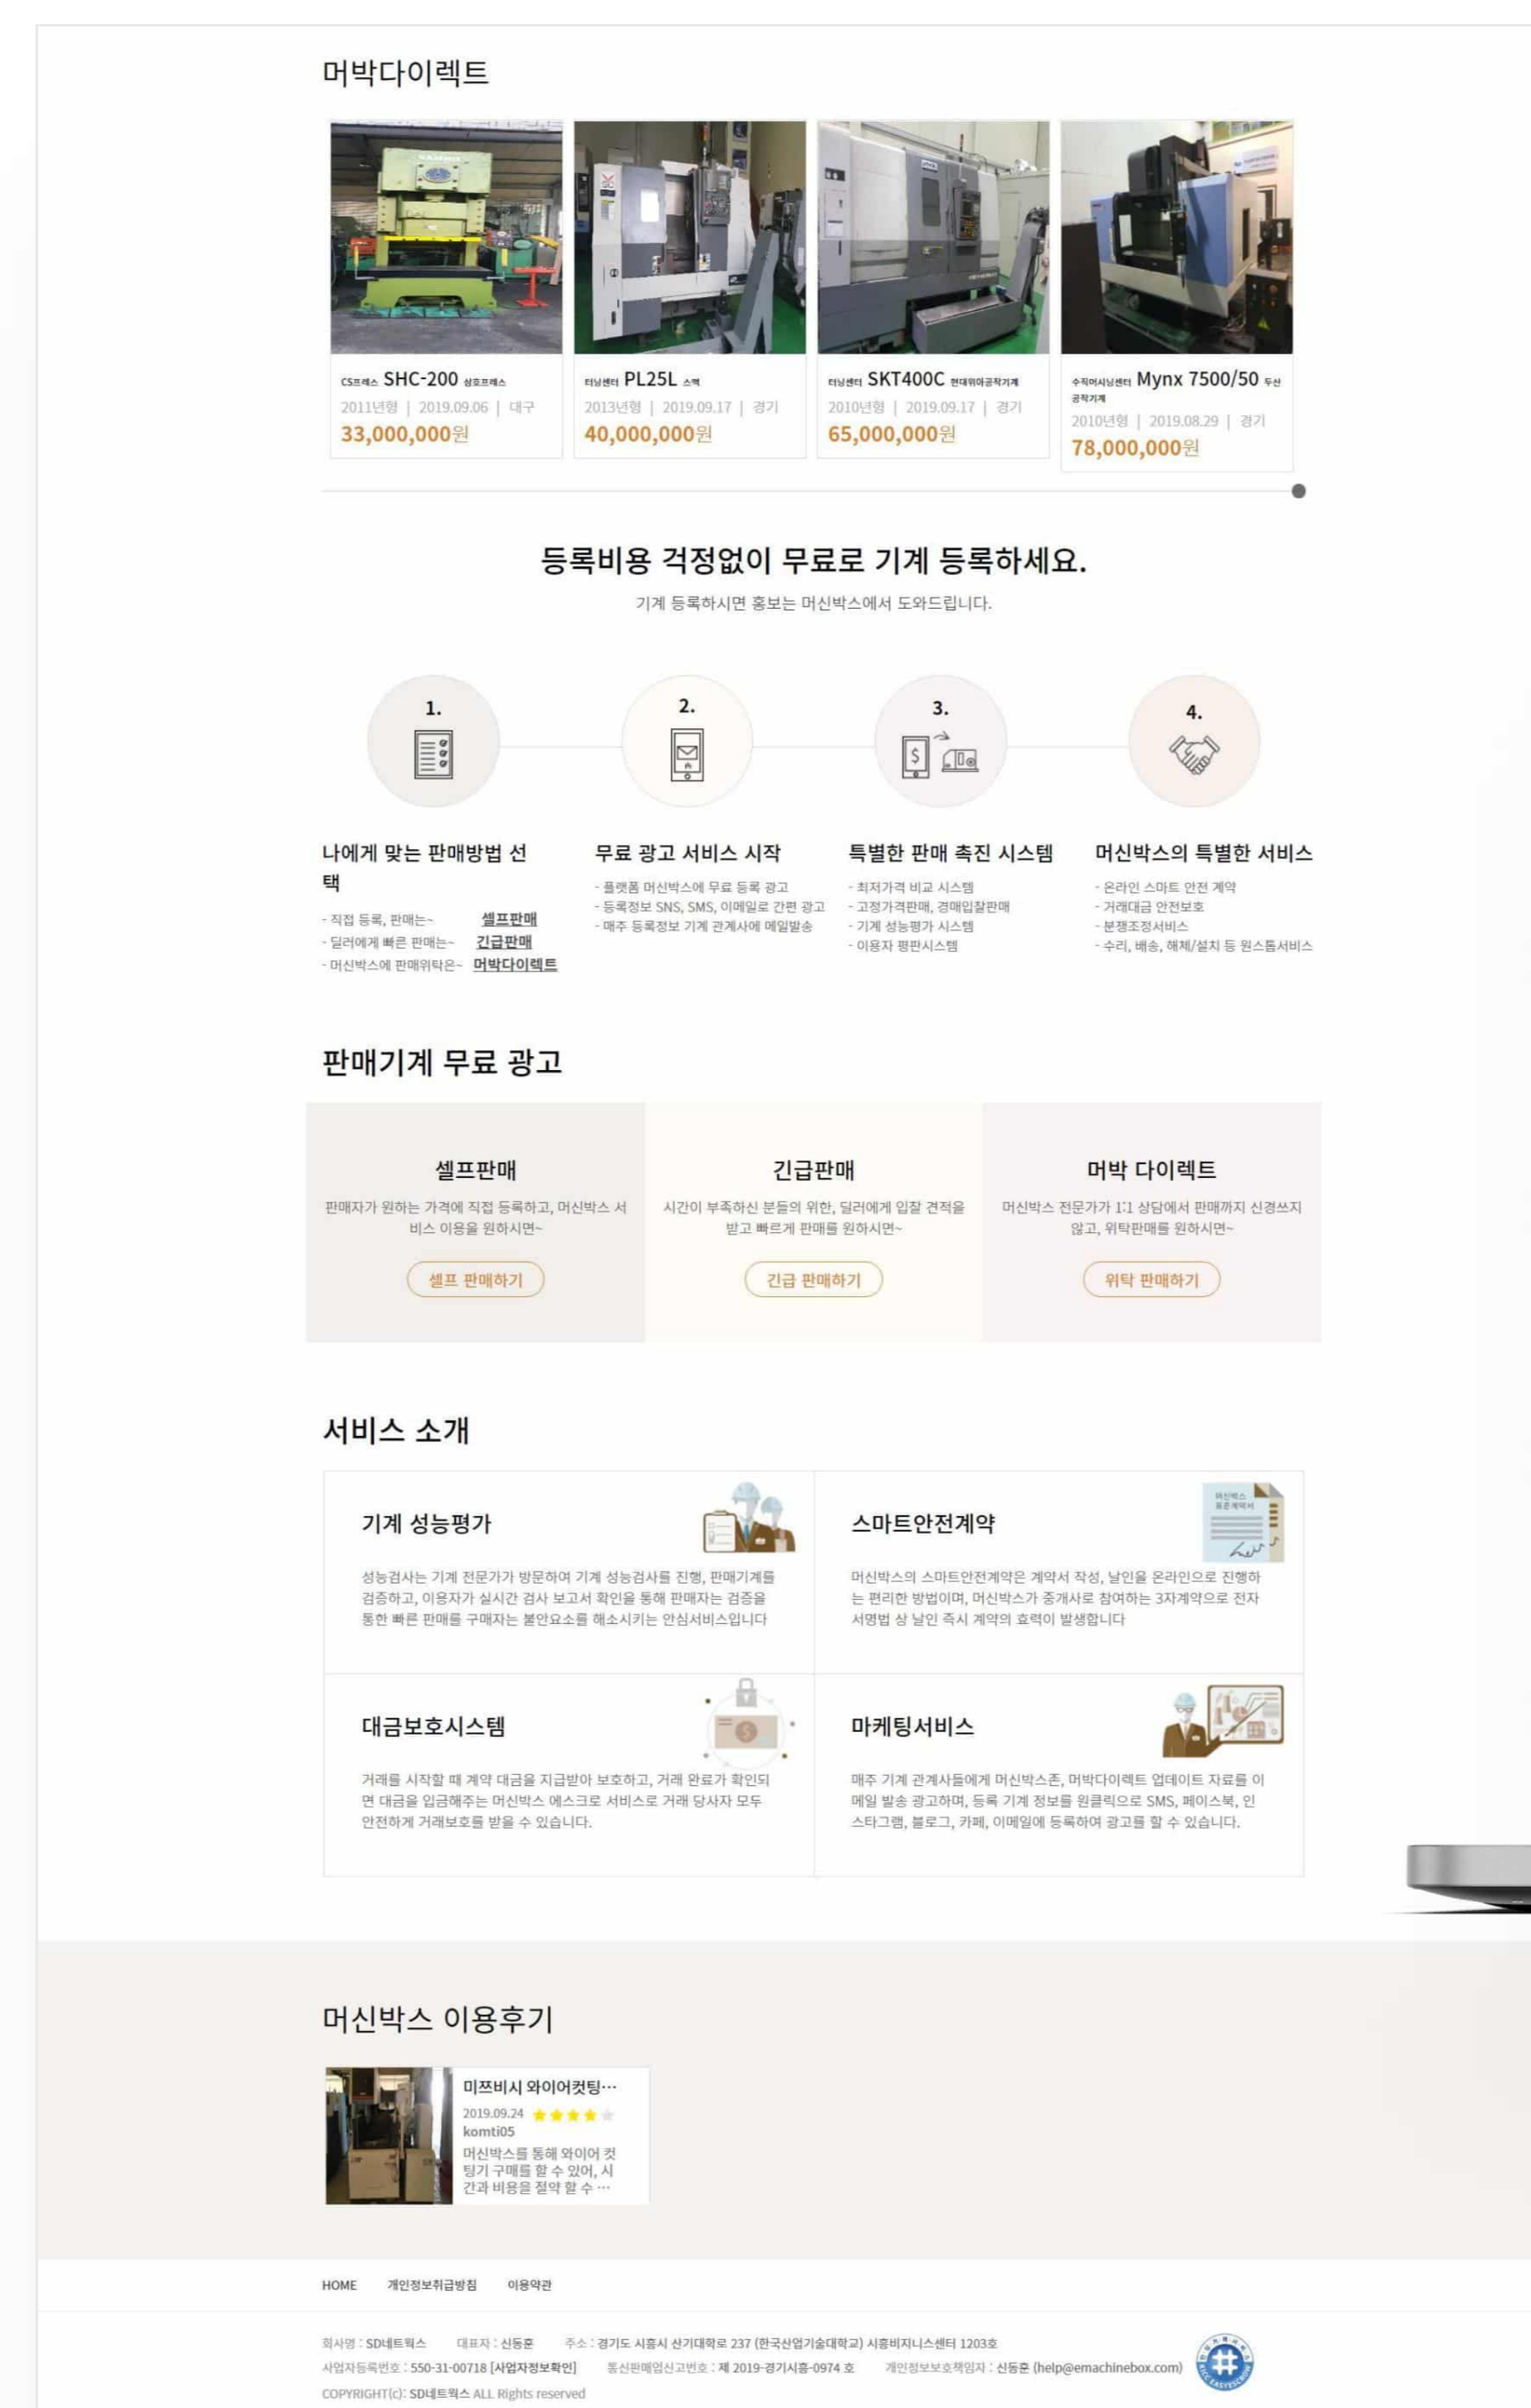 머박다이렉트
CS프레스 SHC-200 삼호프레스
2011년형 | 2019.09.06 | 대구
33,000,000원
터닝센터 PL25L 스맥
2013년형 | 2019.09.17 | 경기
40,000,000원
터닝센터 SKT400C 현대위아공작기계
2010년형 | 2019.09.17 | 경기
65,000,000원
수직머시닝센터 Mynx 7500/50 두산
공작기계
2010년형 | 2019.08.29 | 경기
78,000,000원
등록비용 걱정없이 무료로 기계 등록하세요.
기계 등록하시면 홍보는 머신박스에서 도와드립니다.
1.
2.
3.
4.
나에게 맞는 판매방법 선
택
- 직접 등록, 판매는~ 셀프판매
- 딜러에게 빠른 판매는~ 긴급판매
- 머신박스에 판매위탁은~ 머박다이렉트
무료 광고 서비스 시작
- 플랫폼 머신박스에 무료 등록 광고
- 등록정보 SNS, SMS, 이메일로 간편 광고
- 매주 등록정보 기계 관계사에 메일발송
특별한 판매 촉진 시스템
- 최저가격 비교 시스템
- 고정가격판매, 경매입찰판매
- 기계 성능평가 시스템
- 이용자 평판시스템
머신박스의 특별한 서비스
- 온라인 스마트 안전 계약
- 거래대금 안전보호
- 분쟁조정서비스
- 수리, 배송, 해체/설치 등 원스톱서비스
판매기계 무료 광고
셀프판매
판매자가 원하는 가격에 직접 등록하고, 머신박스 서
비스 이용을 원하시면~
셀프 판매하기
긴급판매
시간이 부족하신 분들의 위한, 딜러에게 입찰 견적을
받고 빠르게 판매를 원하시면~
긴급 판매하기
머박 다이렉트
머신박스 전문가가 1:1 상담에서 판매까지 신경쓰지
않고, 위탁판매를 원하시면~
위탁 판매하기
서비스 소개
기계 성능평가
성능검사는 기계 전문가가 방문하여 기계 성능검사를 진행, 판매기계를
검증하고, 이용자가 실시간 검사 보고서 확인을 통해 판매자는 검증을
통한 빠른 판매를 구매자는 불안요소를 해소시키는 안심서비스입니다
스마트안전계약
머신박스
표준계약서
머신박스의 스마트안전계약은 계약서 작성, 날인을 온라인으로 진행하
는 편리한 방법이며, 머신박스가 중개사로 참여하는 3자계약으로 전자
서명법 상 날인 즉시 계약의 효력이 발생합니다
대금보호시스템
거래를 시작할 때 계약 대금을 지급받아 보호하고, 거래 완료가 확인되
면 대금을 입금해주는 머신박스 에스크로 서비스로 거래 당사자 모두
안전하게 거래보호를 받을 수 있습니다.
마케팅서비스
매주 기계 관계사들에게 머신박스존, 머박다이렉트 업데이트 자료를 이
메일 발송 광고하며, 등록 기계 정보를 원클릭으로 SMS, 페이스북, 인
스타그램, 블로그, 카페, 이메일에 등록하여 광고를 할 수 있습니다.
머신박스 이용후기
미쯔비시 와이어컷팅…
2019.09.24
komti05
머신박스를 통해 와이어 컷
팅기 구매를 할 수 있어, 시
간과 비용을 절약 할 수 …
HOME 개인정보취급방침 이용약관
회사명 : SD네트웍스 대표자 : 신동훈 주소 : 경기도 시흥시 산기대학로 237 (한국산업기술대학교) 시흥비지니스센터 1203호
사업자등록번호 : 550-31-00718 [사업자정보확인] 통신판매업신고번호 : 제 2019-경기시흥-0974 호 개인정보보호책임자 : 신동훈 (help@emachinebox.com)
COPYRIGHT(c): SD네트웍스 ALL Rights reserved